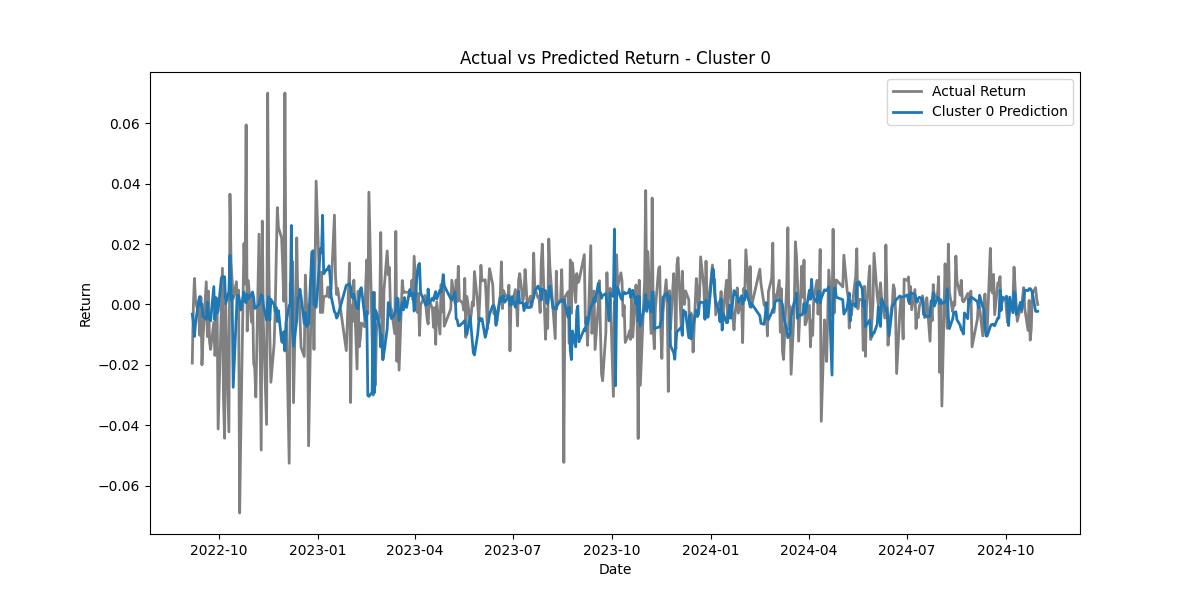 Actual vs Predicted Return - Cluster 0
Actual Return
Cluster 0 Prediction
Return
0.06
0.04
0.02
0.00
−0.02
−0.04
−0.06
2022-10 2023-01 2023-04 2023-07 2023-10 2024-01 2024-04 2024-07 2024-10
Date